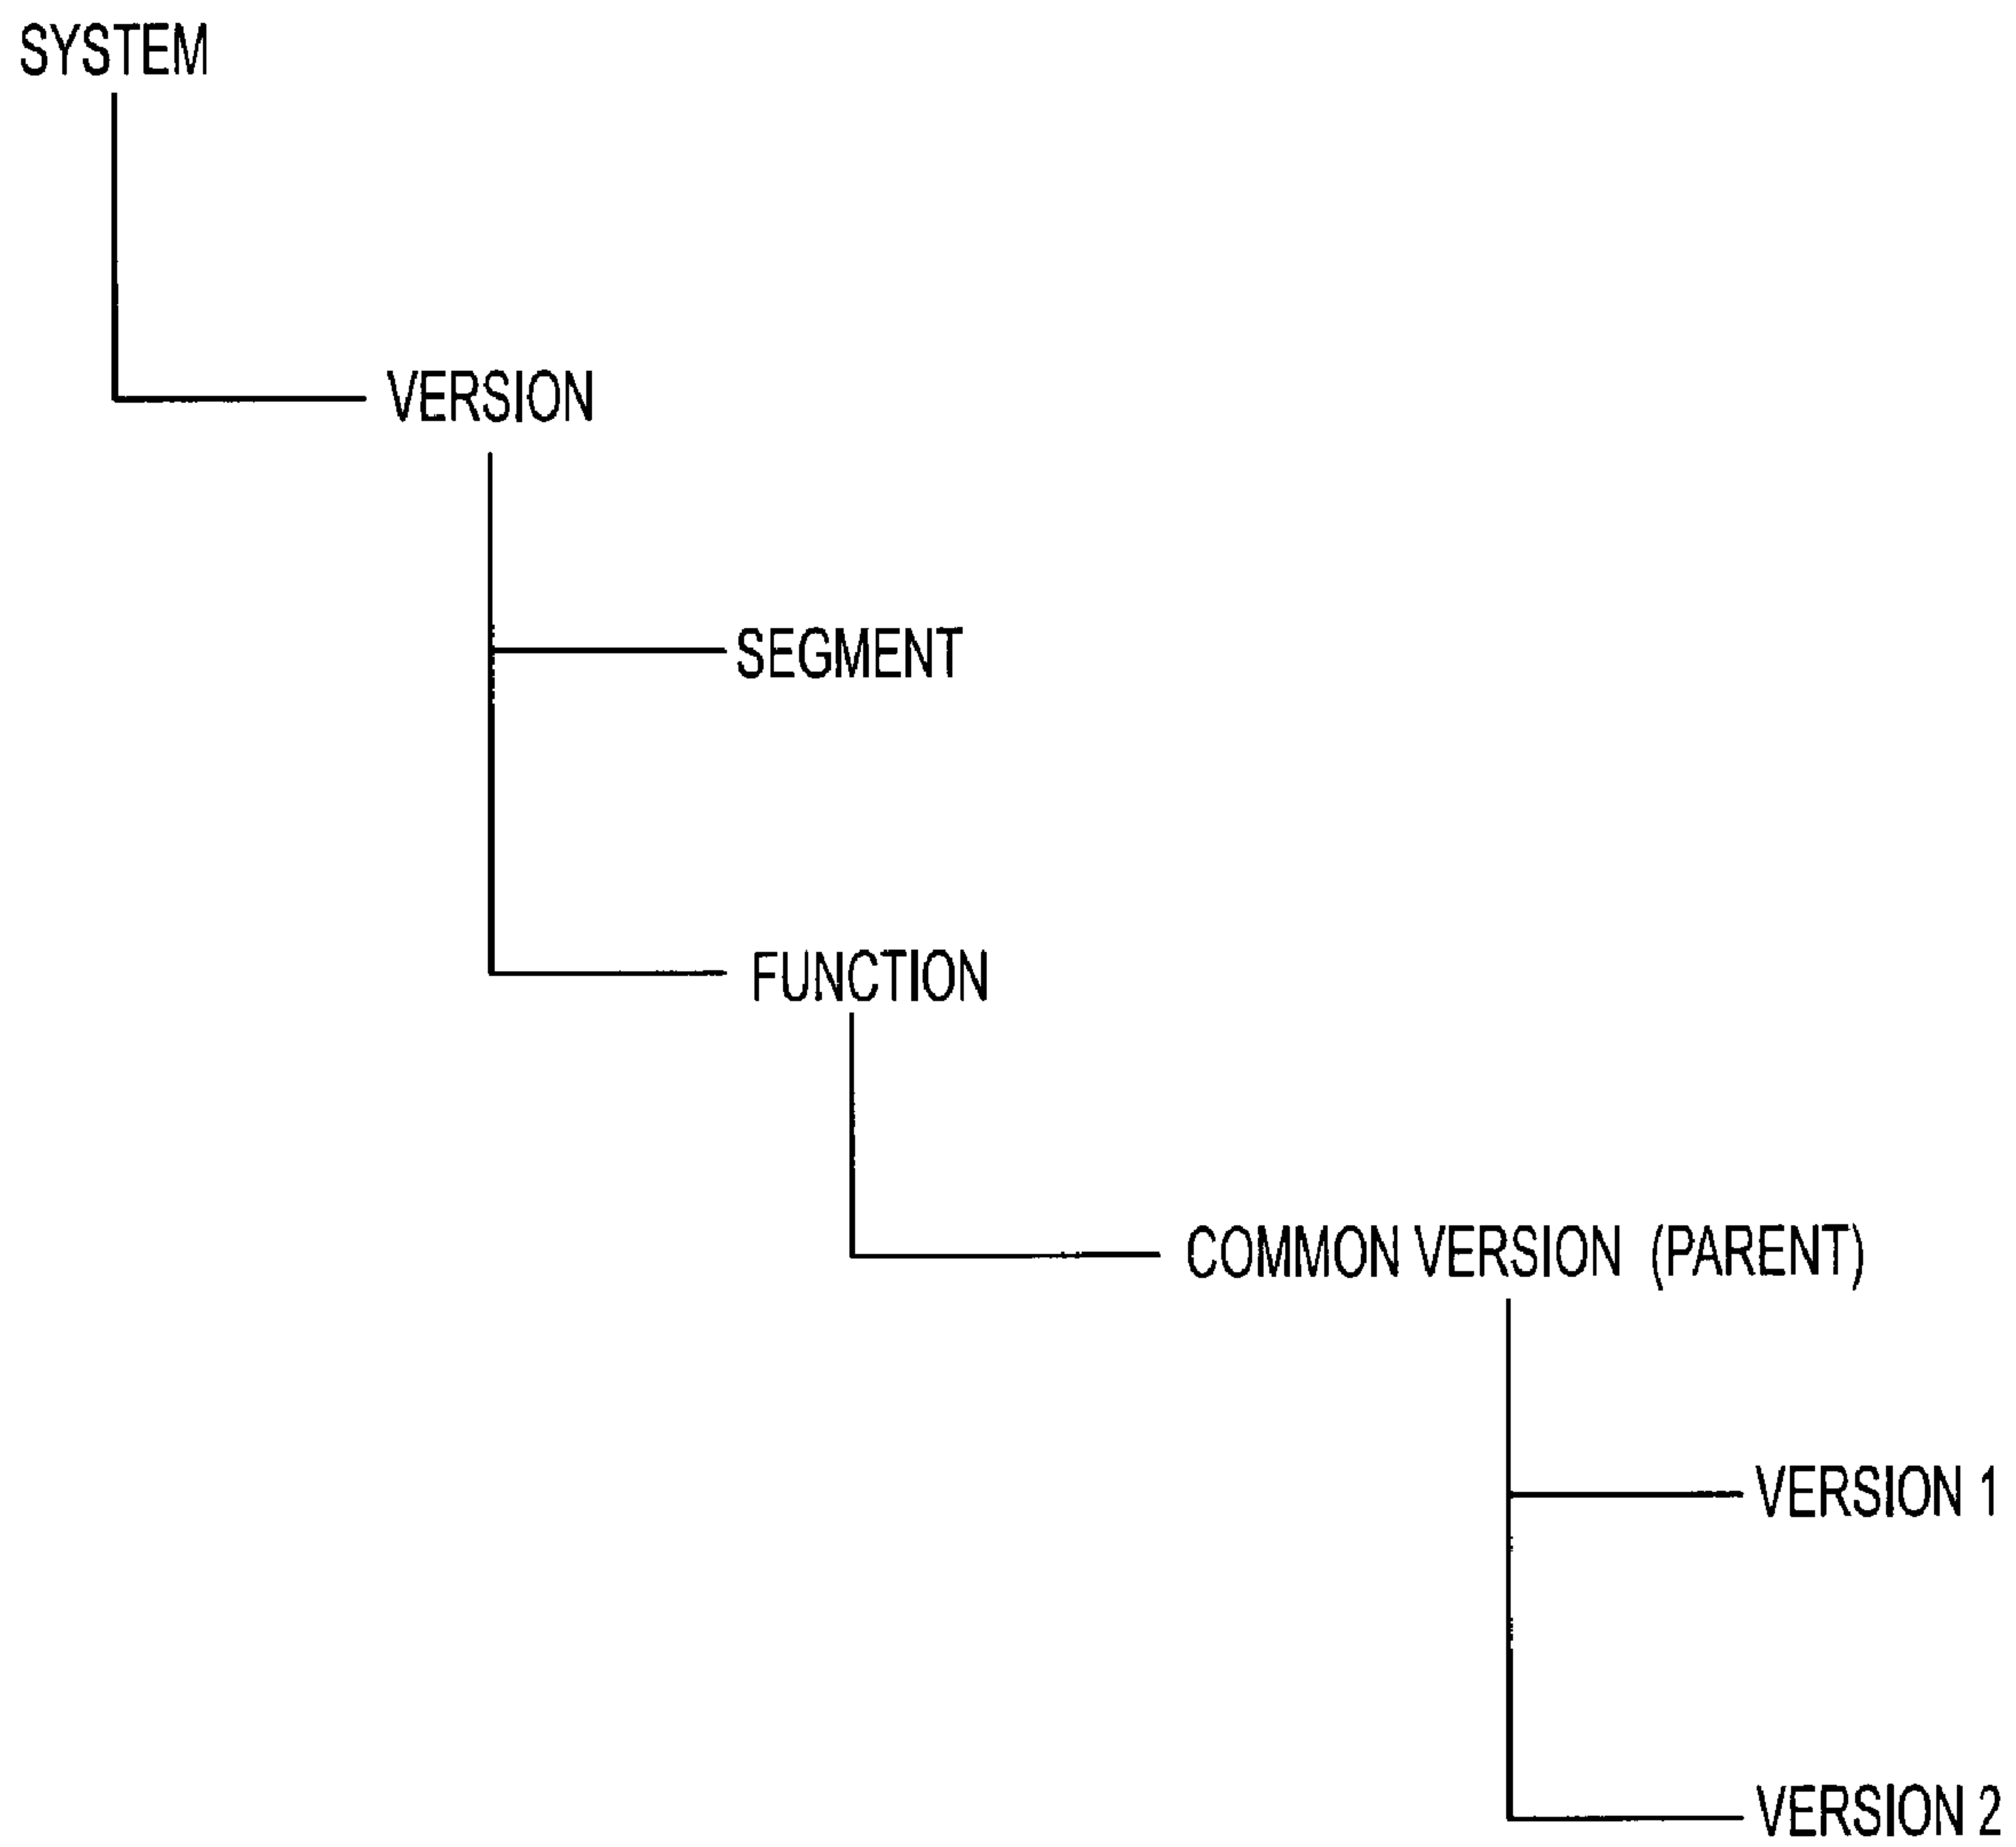 SYSTEM
VERSION
SEGMENT
FUNCTION
COMMON VERSION (PARENT)
VERSION 1
VERSION 2